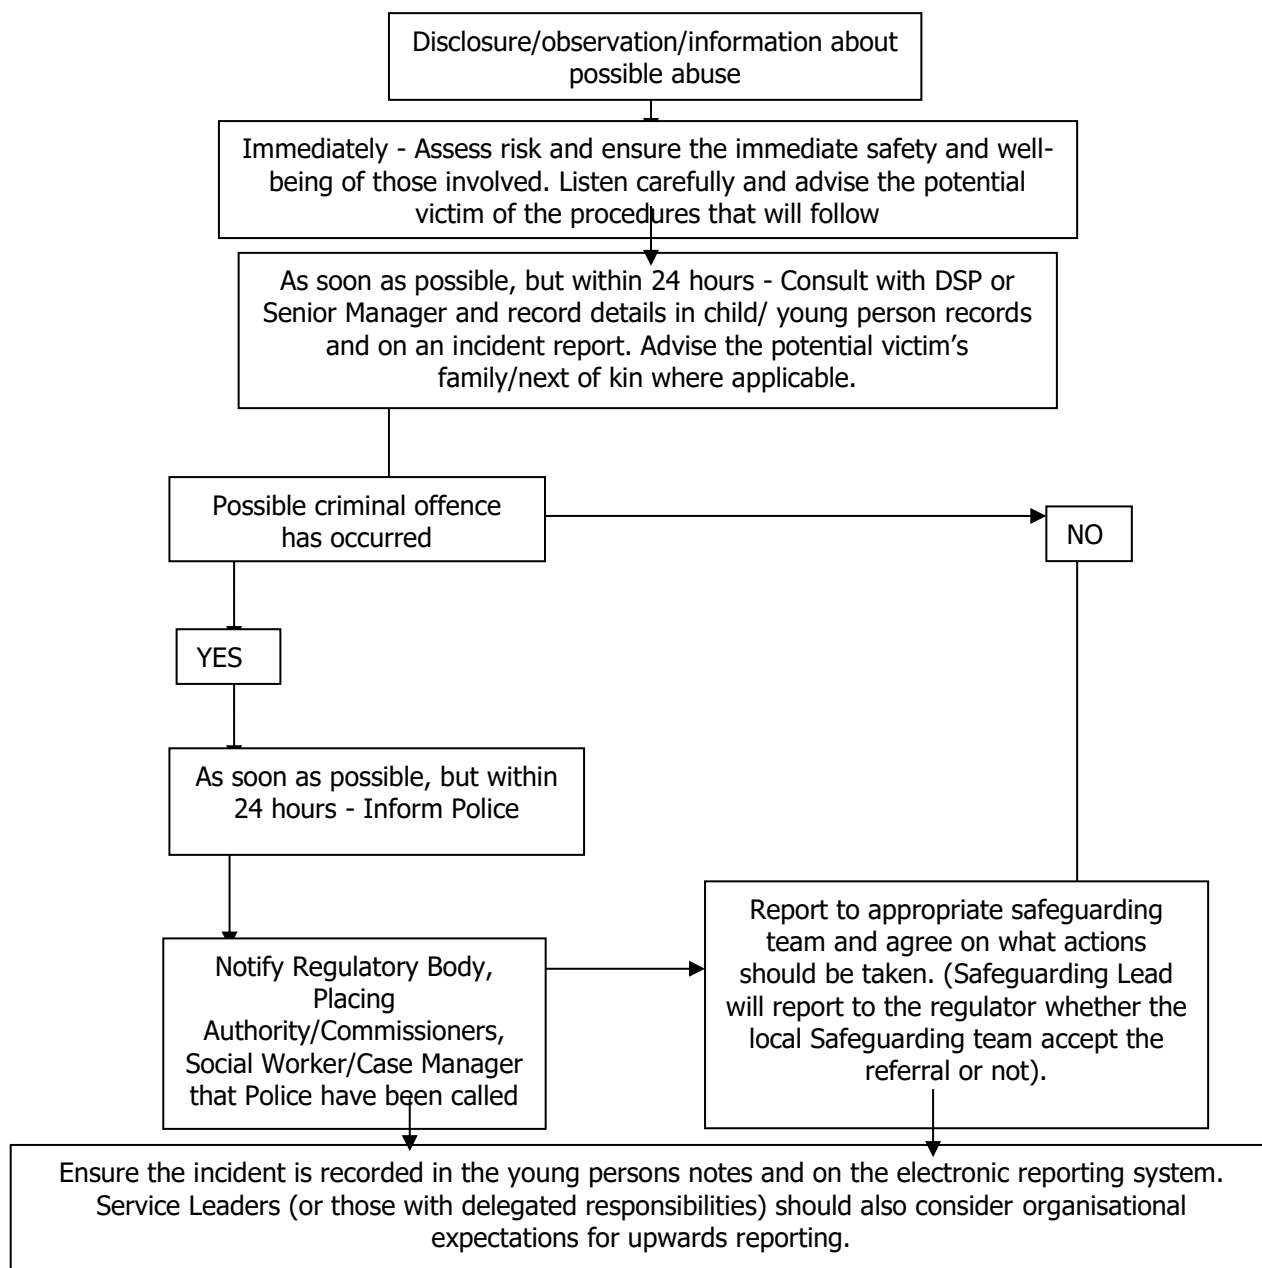 Disclosure/observation/information about
possible abuse
Immediately - Assess risk and ensure the immediate safety and well-
being of those involved. Listen carefully and advise the potential
victim of the procedures that will follow
As soon as possible, but within 24 hours - Consult with DSP or
Senior Manager and record details in child/ young person records
and on an incident report. Advise the potential victim’s
family/next of kin where applicable.
Possible criminal offence
has occurred
NO
YES
As soon as possible, but within
24 hours - Inform Police
Notify Regulatory Body,
Placing
Authority/Commissioners,
Social Worker/Case Manager
that Police have been called
Report to appropriate safeguarding
team and agree on what actions
should be taken. (Safeguarding Lead
will report to the regulator whether the
local Safeguarding team accept the
referral or not).
Ensure the incident is recorded in the young persons notes and on the electronic reporting system.
Service Leaders (or those with delegated responsibilities) should also consider organisational
expectations for upwards reporting.